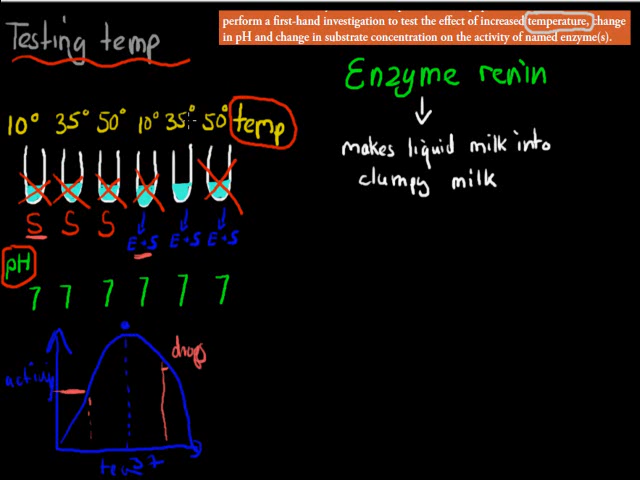 perform a first-hand investigation to test the effect of increased temperature, change
in pH and change in substrate concentration on the activity of named enzyme(s).
Testing temp
Enzyme renin
makes liquid milk into
clumpy milk
10° 35° 50° 10° 35° 50° temp
S S S E+S E+S E+S
pH
7 7 7 7 7 7
drops
activity